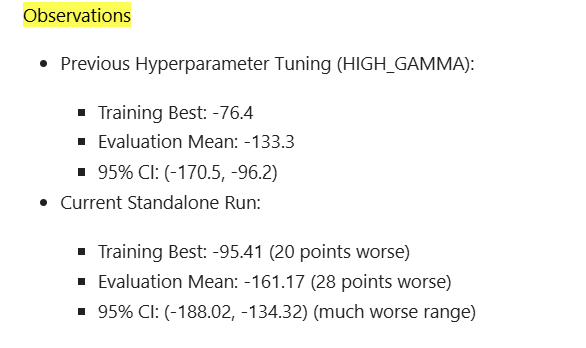 Observations
• Previous Hyperparameter Tuning (HIGH_GAMMA):
▪ Training Best: -76.4
▪ Evaluation Mean: -133.3
▪ 95% CI: (-170.5, -96.2)
• Current Standalone Run:
▪ Training Best: -95.41 (20 points worse)
▪ Evaluation Mean: -161.17 (28 points worse)
▪ 95% CI: (-188.02, -134.32) (much worse range)